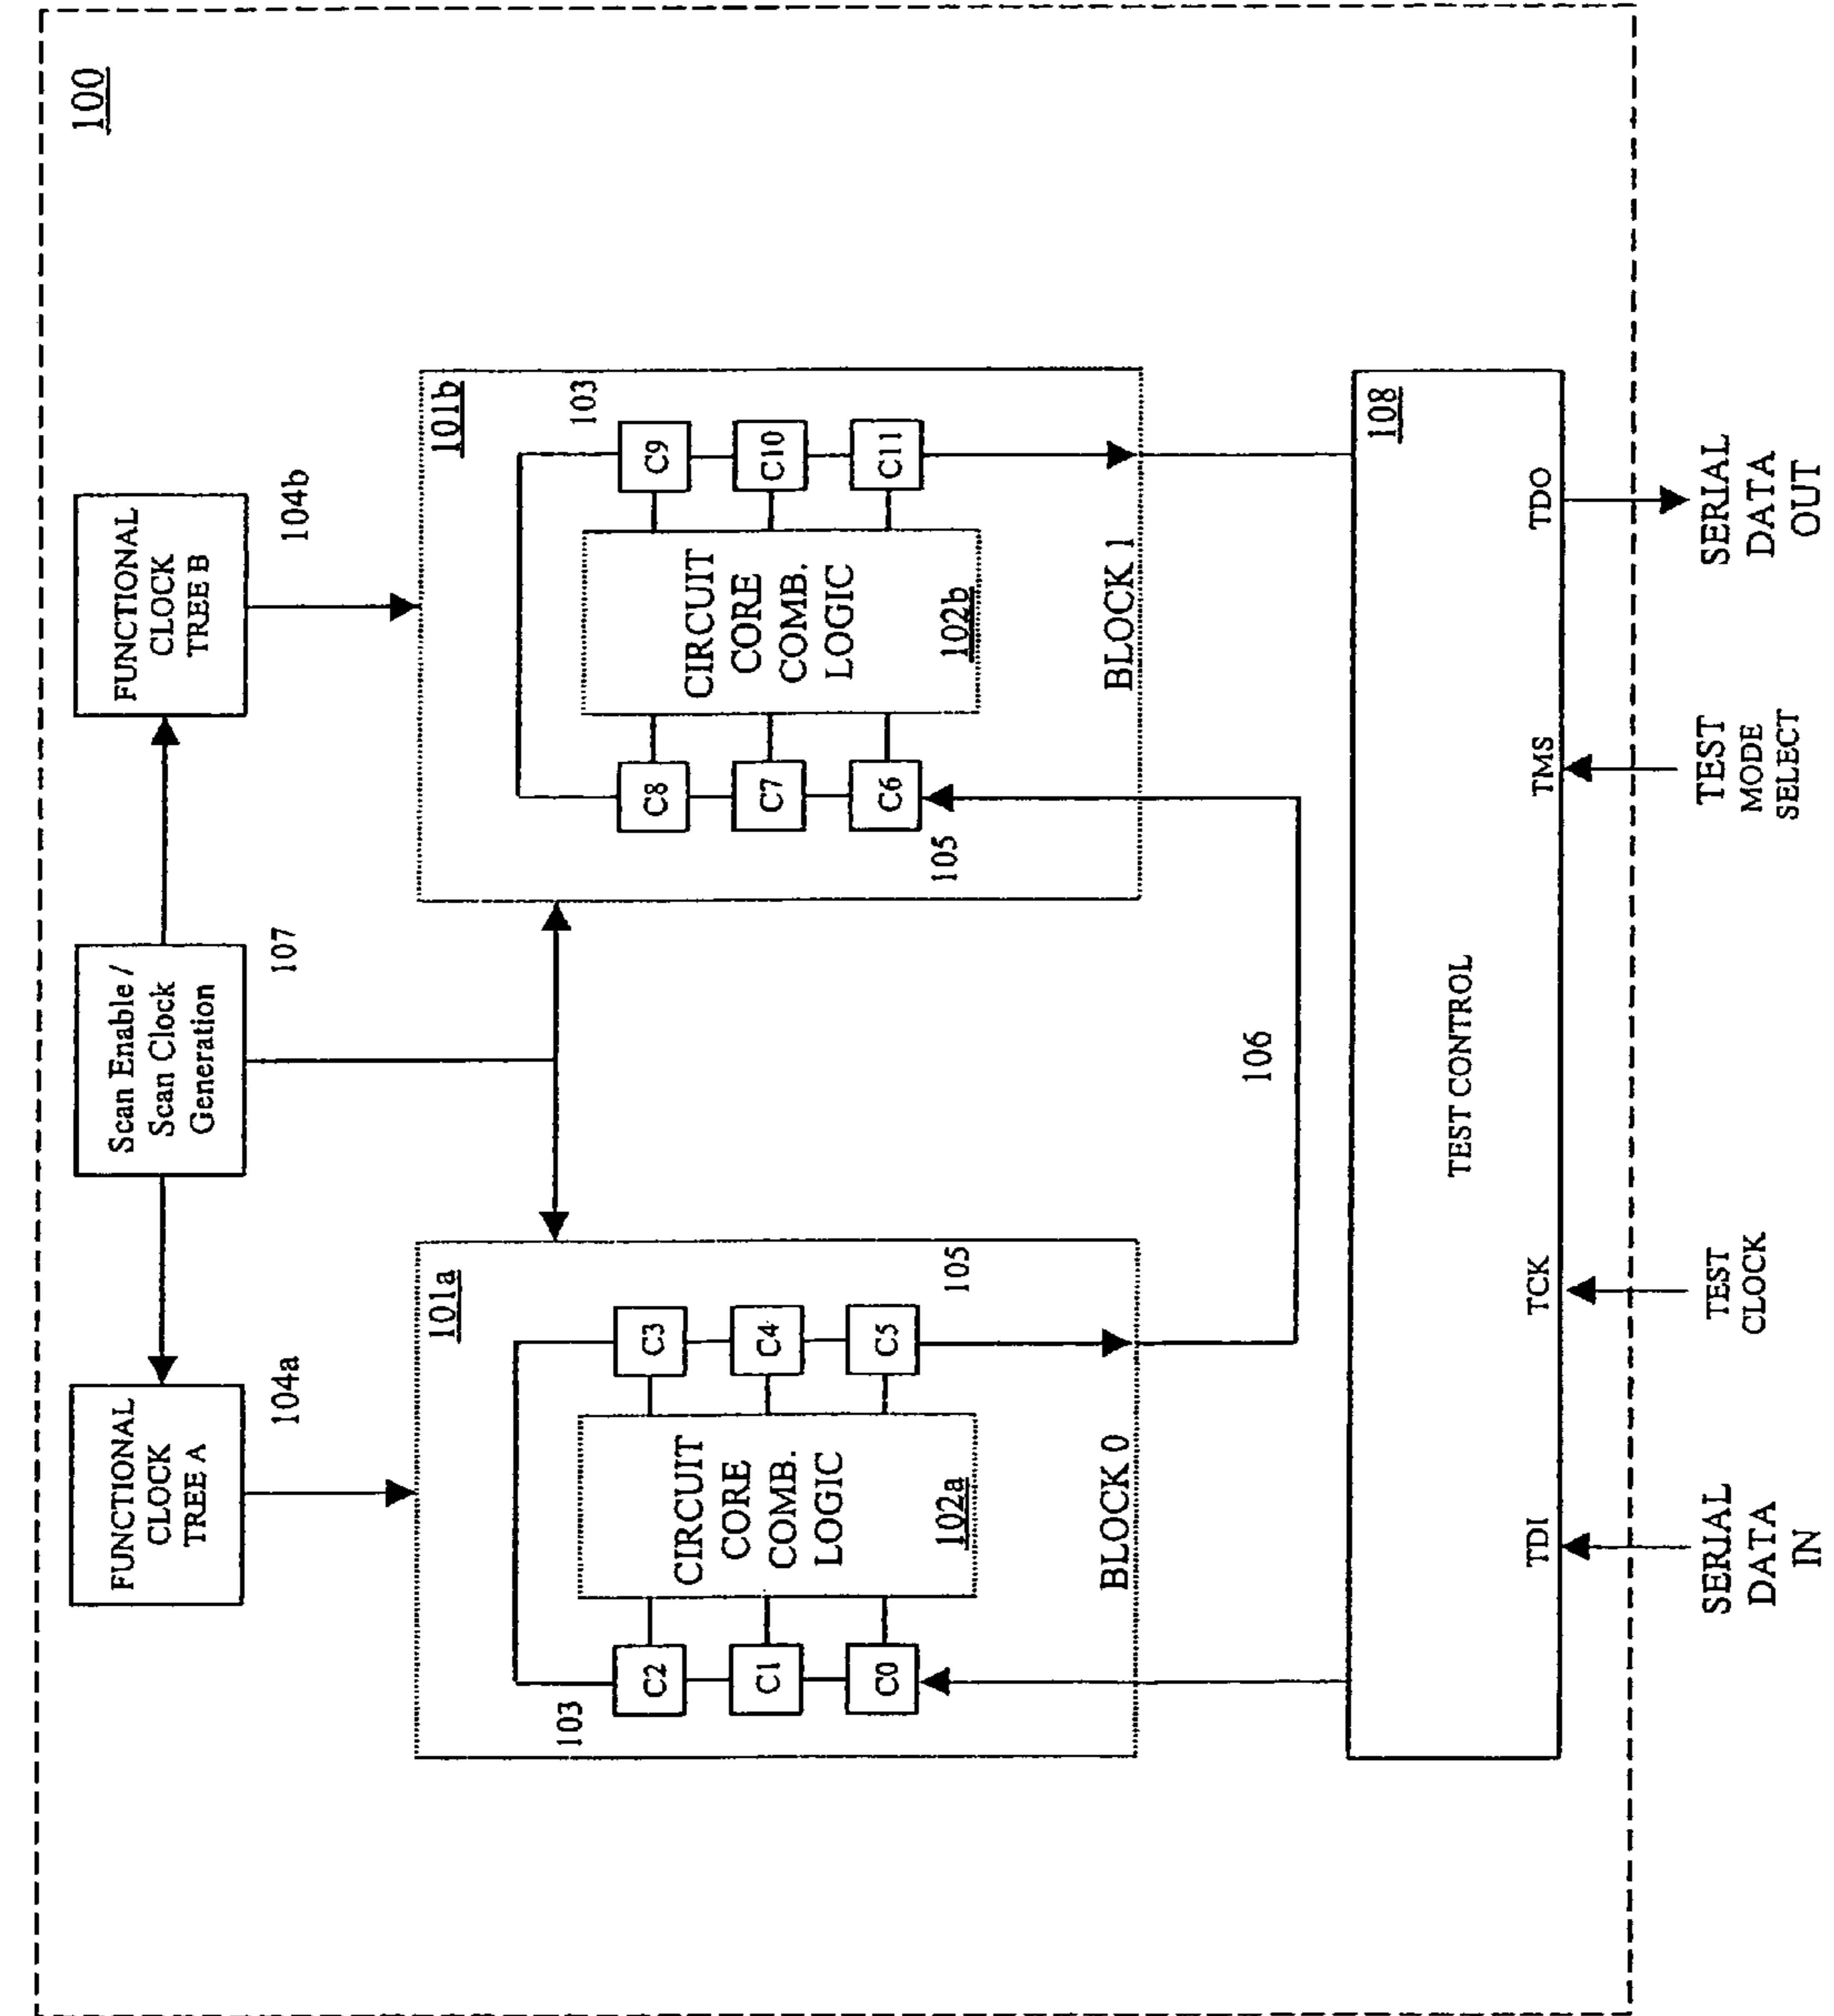 100
FUNCTIONAL
CLOCK
TREE A
104a
Scan Enable /
Scan Clock
Generation
107
FUNCTIONAL
CLOCK
TREE B
104b
101a
103
C2
C1
C0
CIRCUIT
CORE
COMB.
LOGIC
102a
C3
C4
C5
105
BLOCK 0
101b
103
C8
C7
C6
105
CIRCUIT
CORE
COMB.
LOGIC
102b
C9
C10
C11
BLOCK 1
106
108
TEST CONTROL
TDI
TCK
TMS
TDO
SERIAL
DATA
IN
TEST
CLOCK
TEST
MODE
SELECT
SERIAL
DATA
OUT